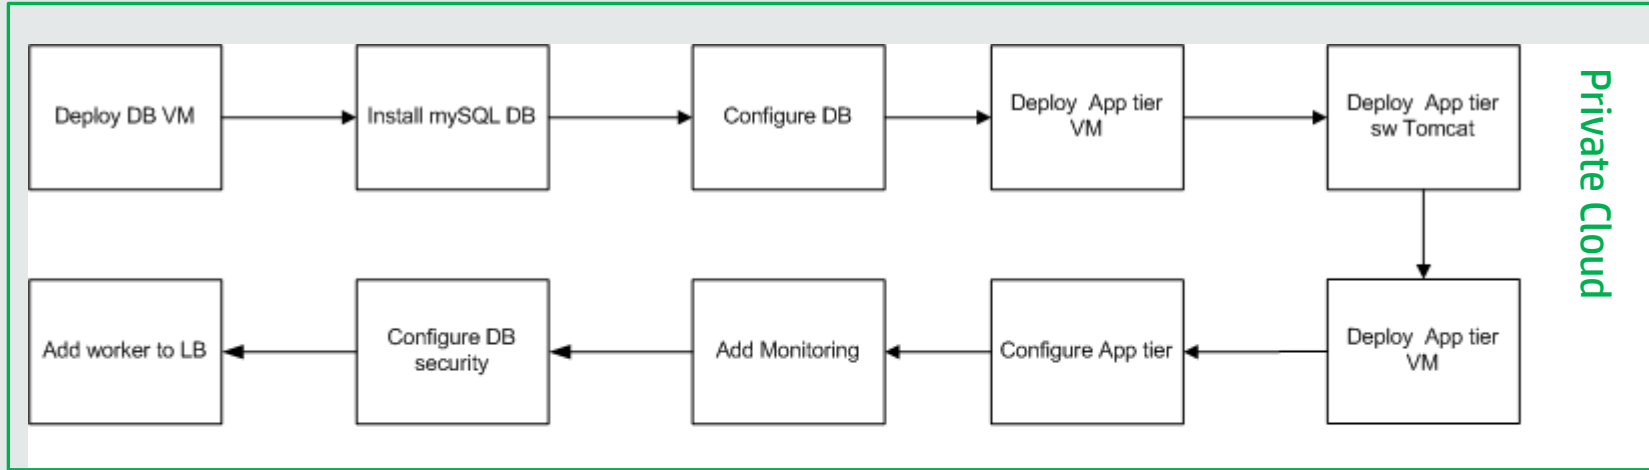 Deploy DB VM
Install mySQL DB
Configure DB
Deploy App tier
VM
Deploy App tier
sw Tomcat
Private Cloud
Deploy App tier
VM
Configure App tier
Add Monitoring
Configure DB
security
Add worker to LB